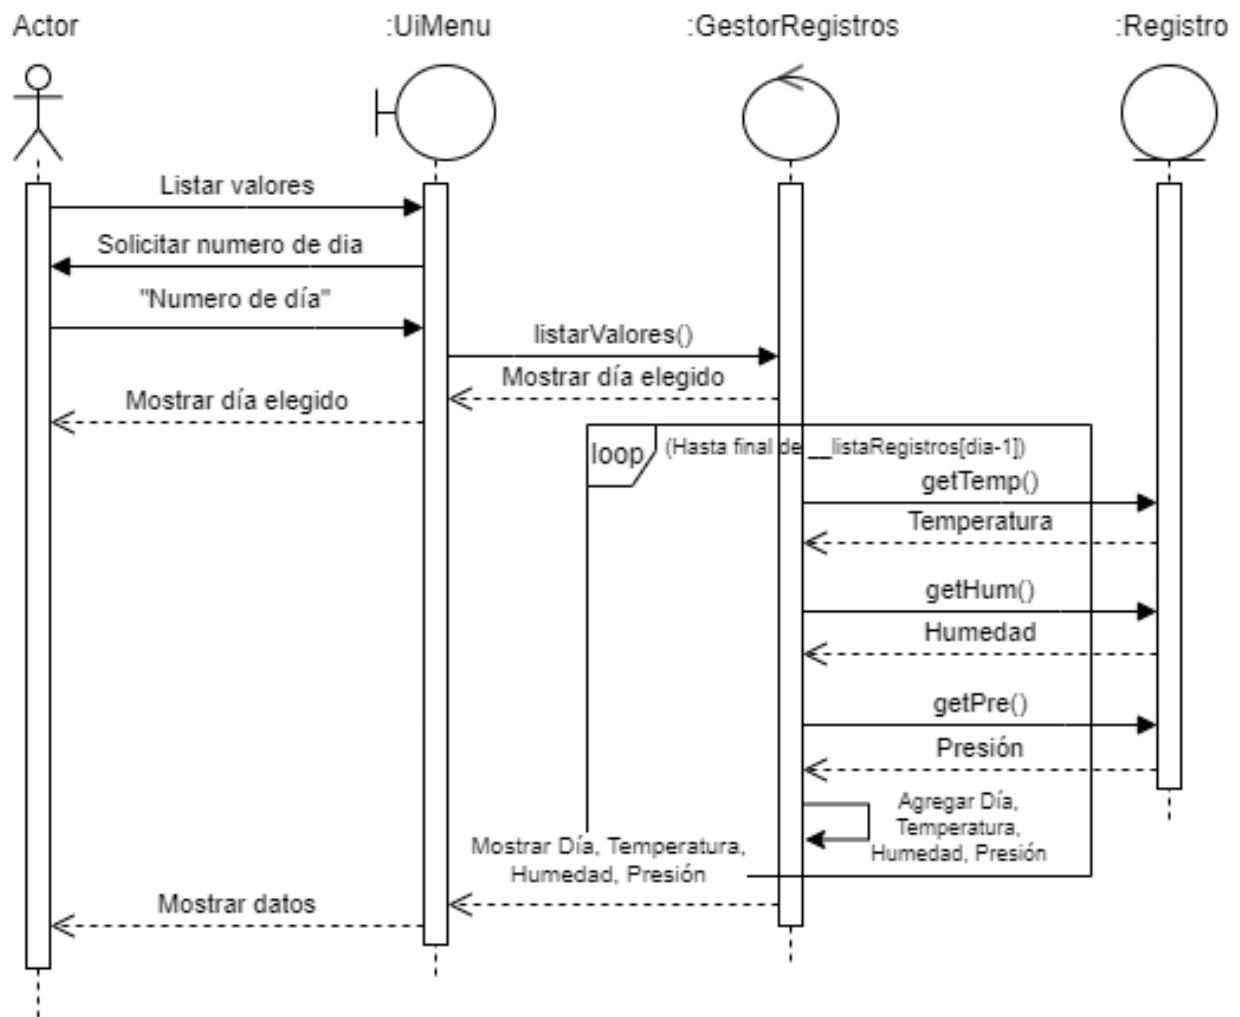 Actor
:UiMenu
:GestorRegistros
:Registro
Listar valores
Solicitar numero de dia
"Numero de día"
listarValores()
Mostrar día elegido
Mostrar día elegido
loop
(Hasta final de __listaRegistros[dia-1])
getTemp()
Temperatura
getHum()
Humedad
getPre()
Presión
Agregar Día,
Temperatura,
Humedad, Presión
Mostrar Día, Temperatura,
Humedad, Presión
Mostrar datos